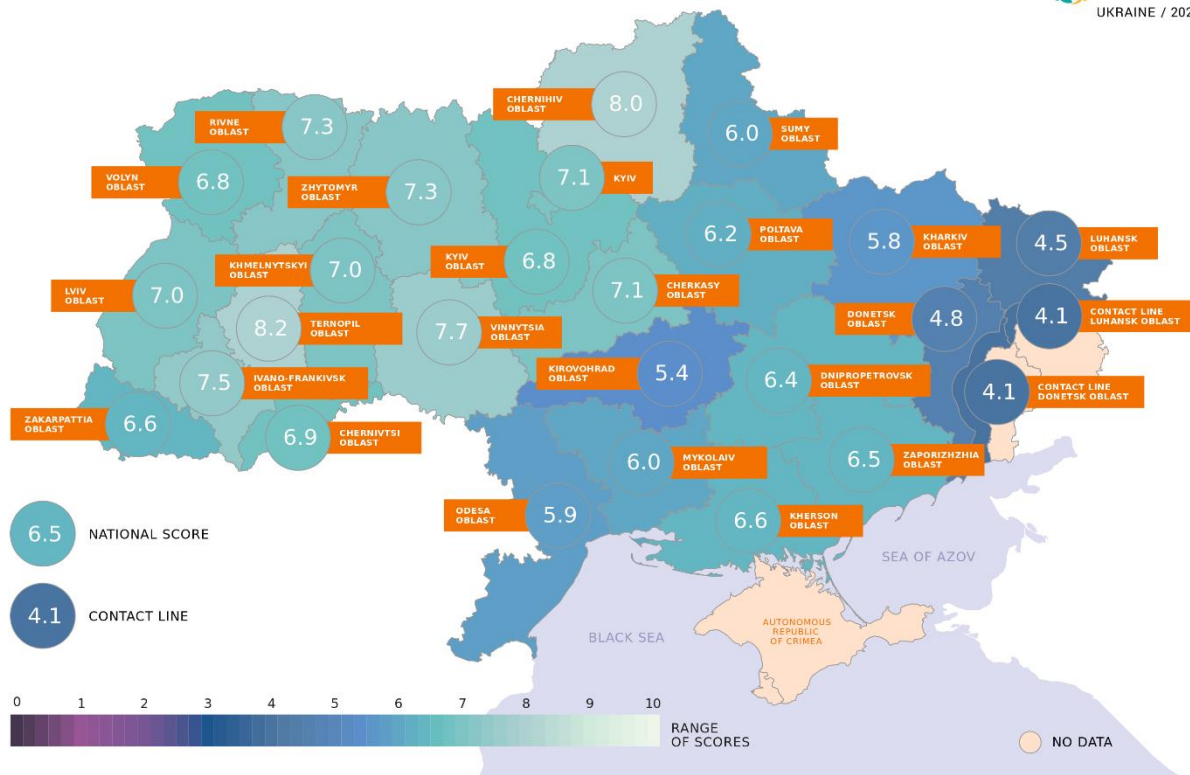 UKRAINE / 202
CHERNIHIV
OBLAST
8.0
RIVNE
OBLAST
7.3
SUMY
OBLAST
6.0
VOLYN
OBLAST
6.8
ZHYTOMYR
OBLAST
7.3
7.1
KYIV
POLTAVA
OBLAST
6.2
KHARKIV
OBLAST
5.8
LUHANSK
OBLAST
4.5
KHMELNYTSKYI
OBLAST
7.0
KYIV
OBLAST
6.8
LVIV
OBLAST
7.0
CHERKASY
OBLAST
7.1
DONETSK
OBLAST
4.8
CONTACT LINE
LUHANSK OBLAST
4.1
TERNOPIL
OBLAST
8.2
VINNYTSIA
OBLAST
7.7
KIROVOHRAD
OBLAST
5.4
DNIPROPETROVSK
OBLAST
6.4
CONTACT LINE
DONETSK OBLAST
4.1
IVANO-FRANKIVSK
OBLAST
7.5
ZAKARPATTIA
OBLAST
6.6
CHERNIVTSI
OBLAST
6.9
MYKOLAIV
OBLAST
6.0
ZAPORIZHZHIA
OBLAST
6.5
ODESA
OBLAST
5.9
KHERSON
OBLAST
6.6
6.5 NATIONAL SCORE
4.1 CONTACT LINE
SEA OF AZOV
BLACK SEA
AUTONOMOUS
REPUBLIC
OF CRIMEA
0 1 2 3 4 5 6 7 8 9 10
RANGE
OF SCORES
NO DATA